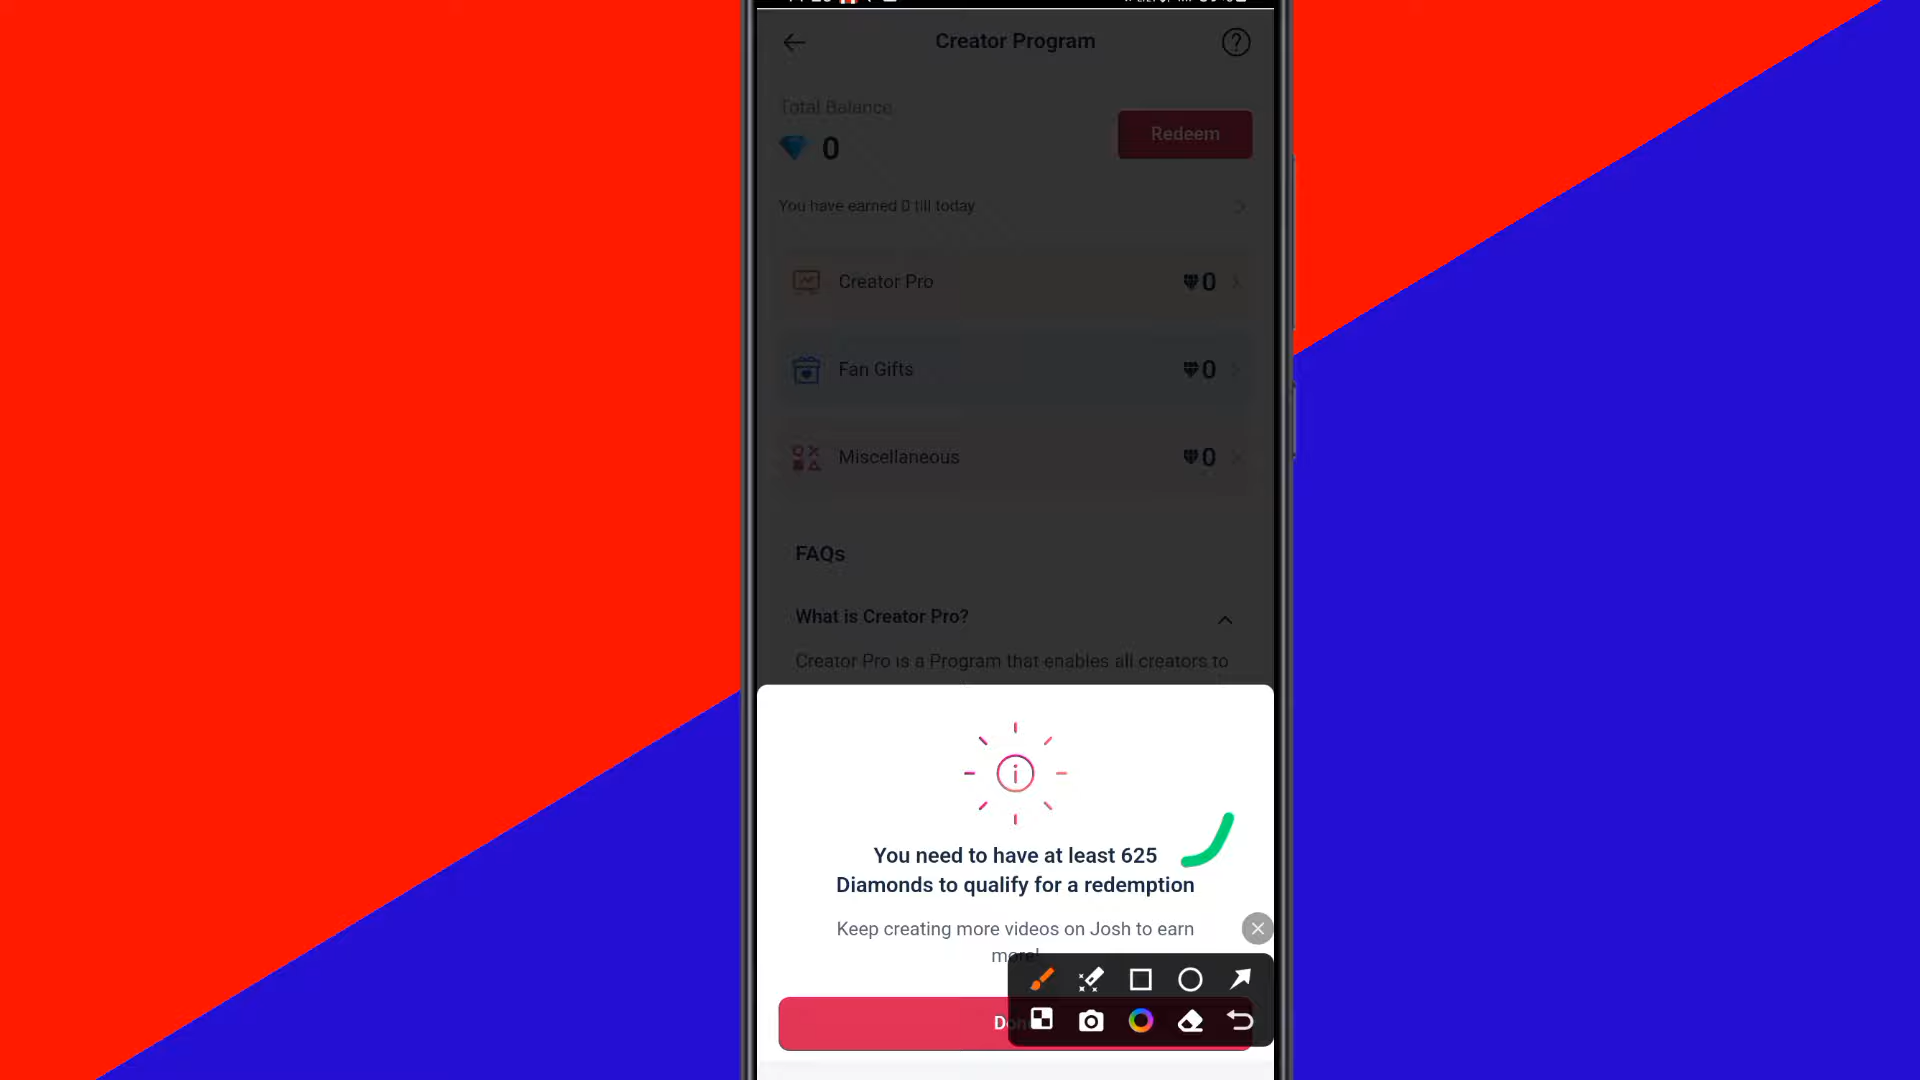 Creator Program
Total Balance
0
Redeem
You have earned 0 till today
Creator Pro
0
Fan Gifts
0
Miscellaneous
0
FAQs
What is Creator Pro?
Creator Pro is a Program that enables all creators to
You need to have at least 625
Diamonds to qualify for a redemption
Keep creating more videos on Josh to earn
more!